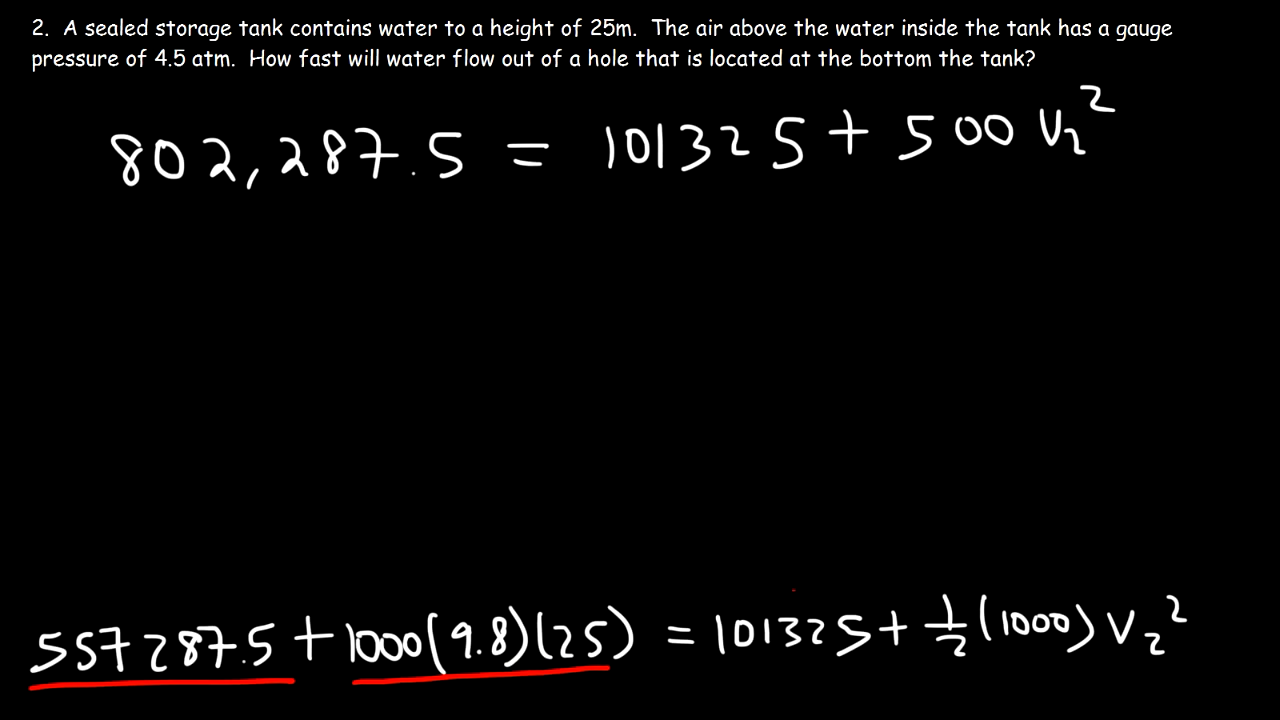 2. A sealed storage tank contains water to a height of 25m. The air above the water inside the tank has a gauge
pressure of 4.5 atm. How fast will water flow out of a hole that is located at the bottom the tank?
802,287.5 = 101325 + 500 V₂²
557287.5 + 1000(9.8)(25) = 101325 + ½(1000) V₂²